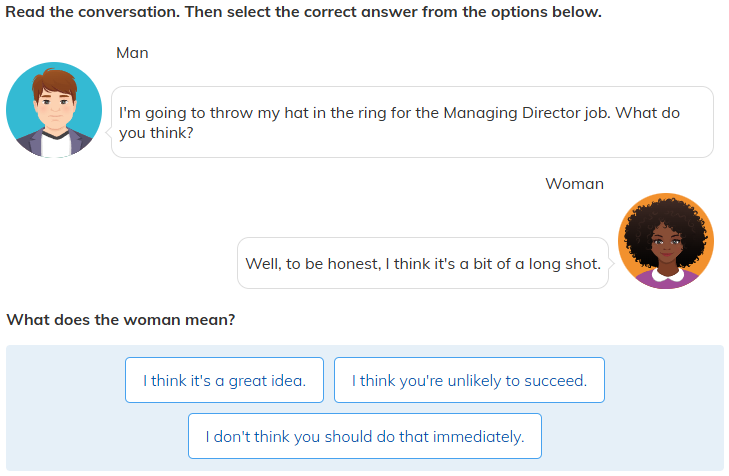 Read the conversation. Then select the correct answer from the options below.
Man
I'm going to throw my hat in the ring for the Managing Director job. What do
you think?
Woman
Well, to be honest, I think it's a bit of a long shot.
What does the woman mean?
I think it's a great idea.
I think you're unlikely to succeed.
I don't think you should do that immediately.